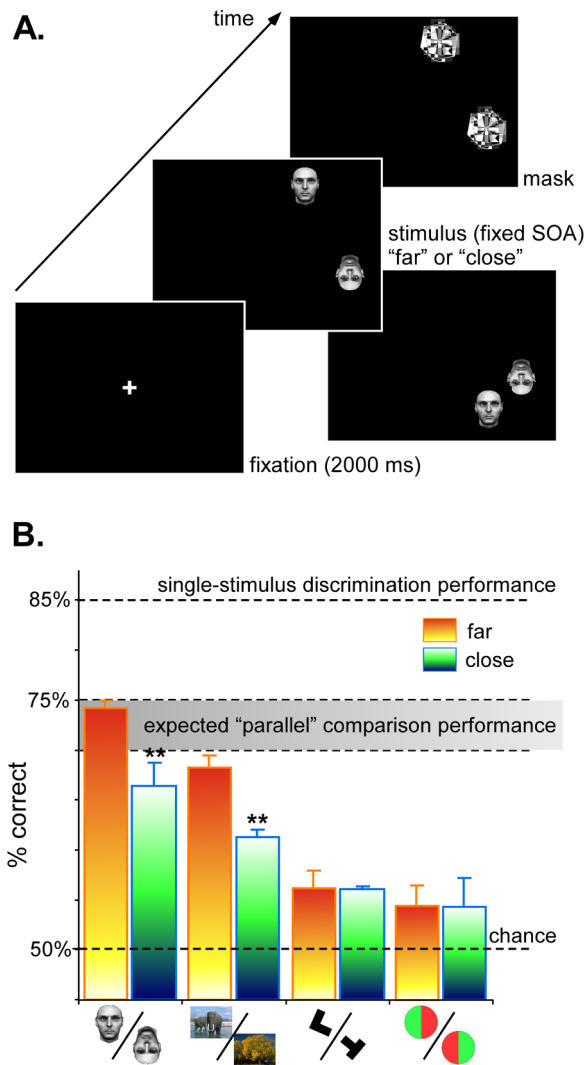 A.
time
mask
stimulus (fixed SOA)
"far" or "close"
fixation (2000 ms)
B.
single-stimulus discrimination performance
85%
far
close
75%
expected "parallel" comparison performance
**
**
% correct
chance
50%